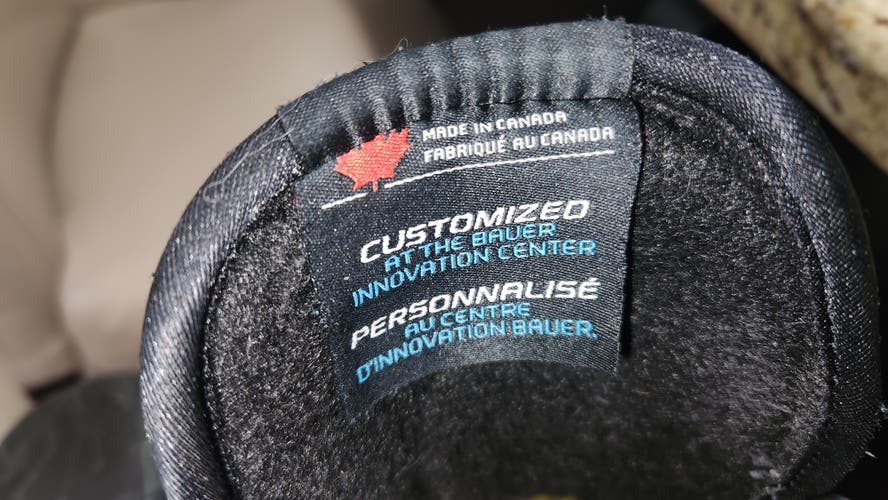 MADE IN CANADA
FABRIQUÉ AU CANADA
CUSTOMIZED
AT THE BAUER
INNOVATION CENTER
PERSONNALISÉ
AU CENTRE
D'INNOVATION BAUER.